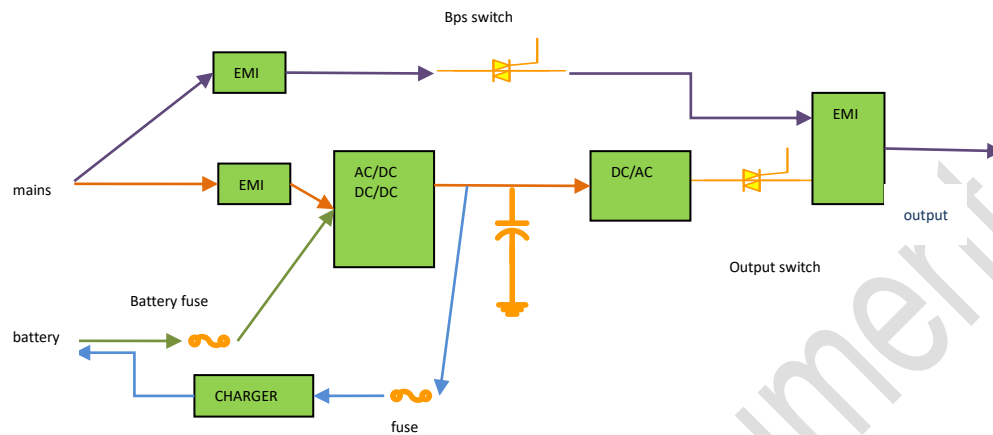 Bps switch
EMI
EMI
AC/DC
DC/DC
DC/AC
EMI
mains
EMI
output
Output switch
Battery fuse
battery
CHARGER
fuse